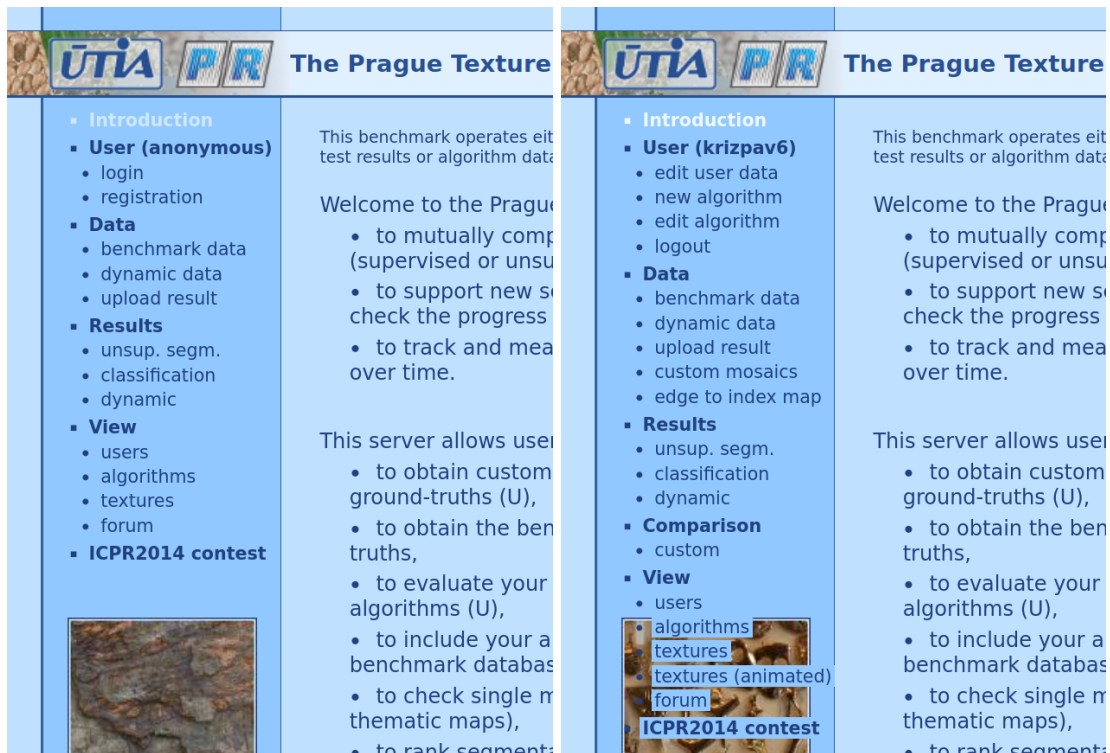 ŪTIA PR The Prague Texture
Introduction
User (anonymous)
login
registration
Data
benchmark data
dynamic data
upload result
Results
unsup. segm.
classification
dynamic
View
users
algorithms
textures
forum
ICPR2014 contest
This benchmark operates eit
test results or algorithm data
Welcome to the Prague
• to mutually comp
(supervised or unsu
• to support new se
check the progress
• to track and mea
over time.
This server allows user
• to obtain custom
ground-truths (U),
• to obtain the ben
truths,
• to evaluate your
algorithms (U),
• to include your a
benchmark databas
• to check single m
thematic maps),
• to rank segmenta
ŪTIA PR The Prague Texture
Introduction
User (krizpav6)
edit user data
new algorithm
edit algorithm
logout
Data
benchmark data
dynamic data
upload result
custom mosaics
edge to index map
Results
unsup. segm.
classification
dynamic
Comparison
custom
View
users
algorithms
textures
textures (animated)
forum
ICPR2014 contest
This benchmark operates eit
test results or algorithm data
Welcome to the Prague
• to mutually comp
(supervised or unsu
• to support new se
check the progress
• to track and mea
over time.
This server allows user
• to obtain custom
ground-truths (U),
• to obtain the ben
truths,
• to evaluate your
algorithms (U),
• to include your a
benchmark databas
• to check single m
thematic maps),
• to rank segmenta